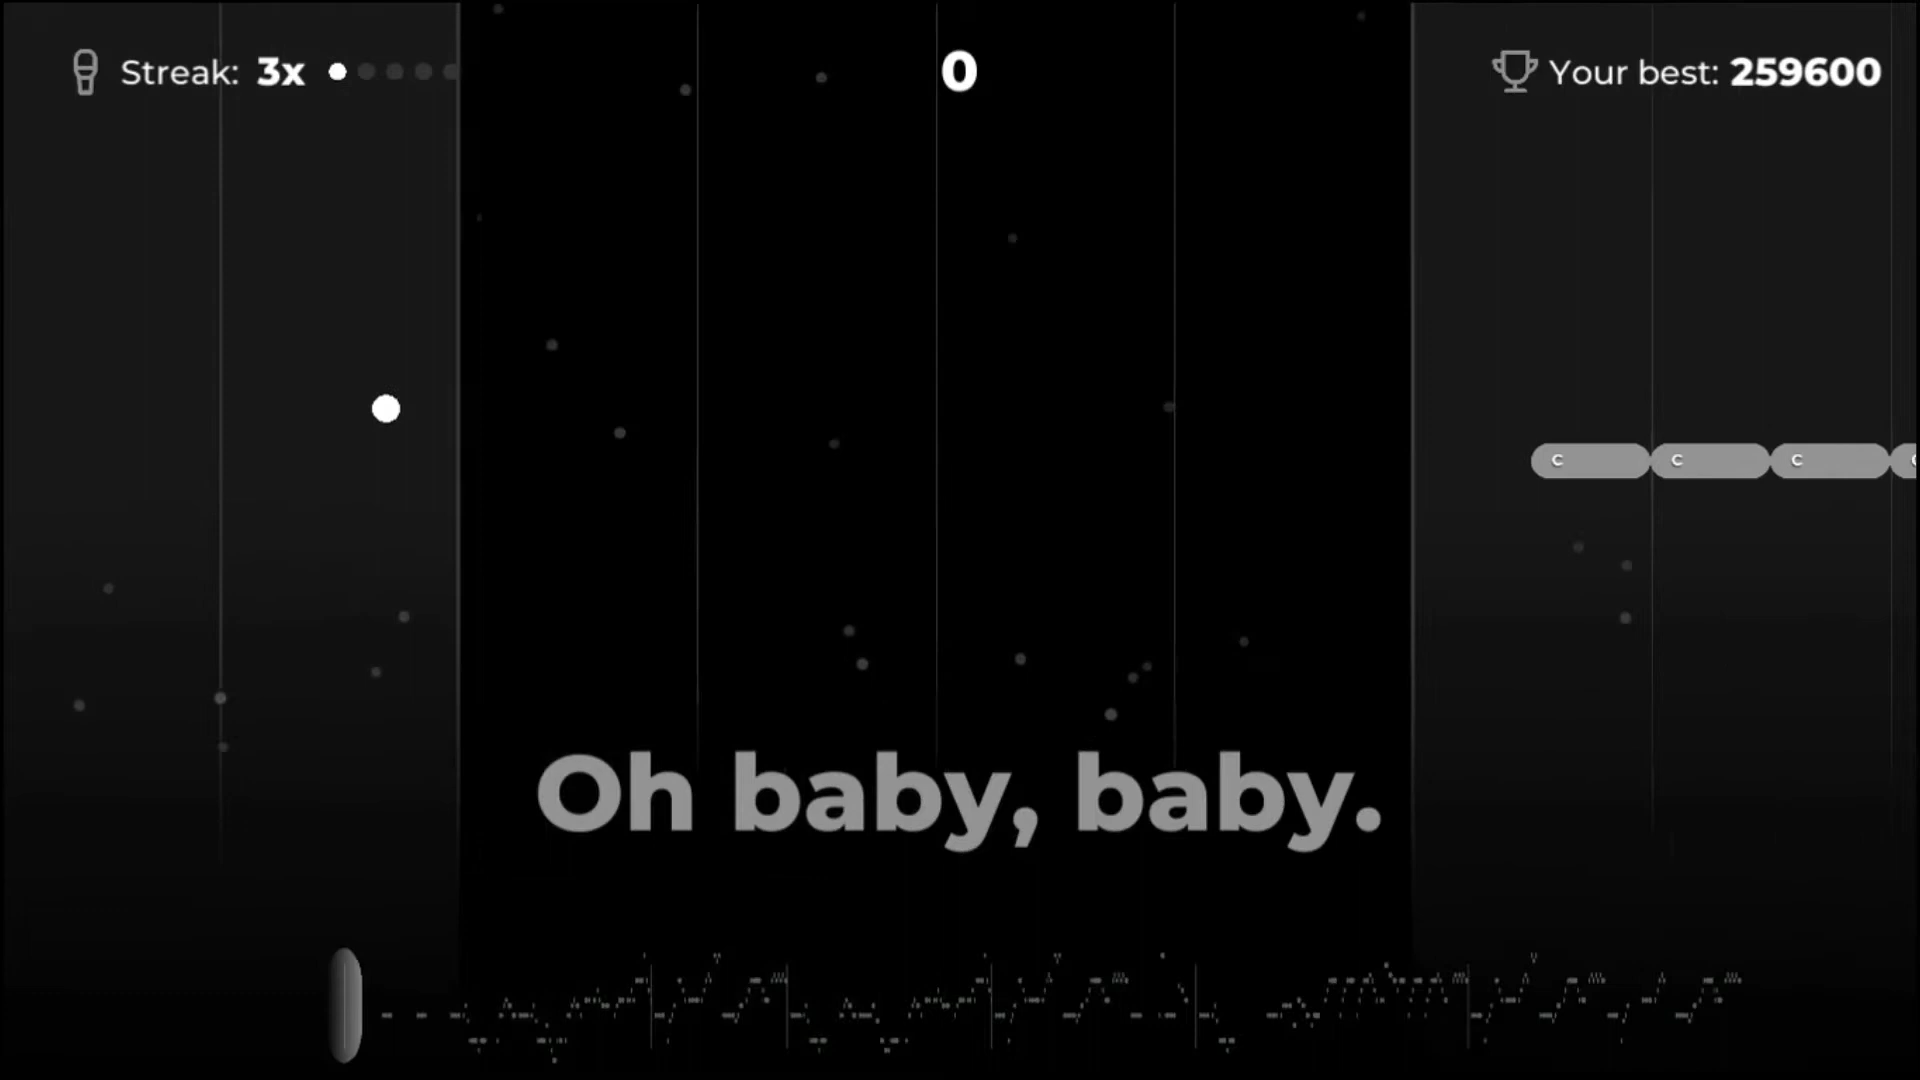 Streak: 3x
0
Your best: 259600
C C C
Oh baby, baby.